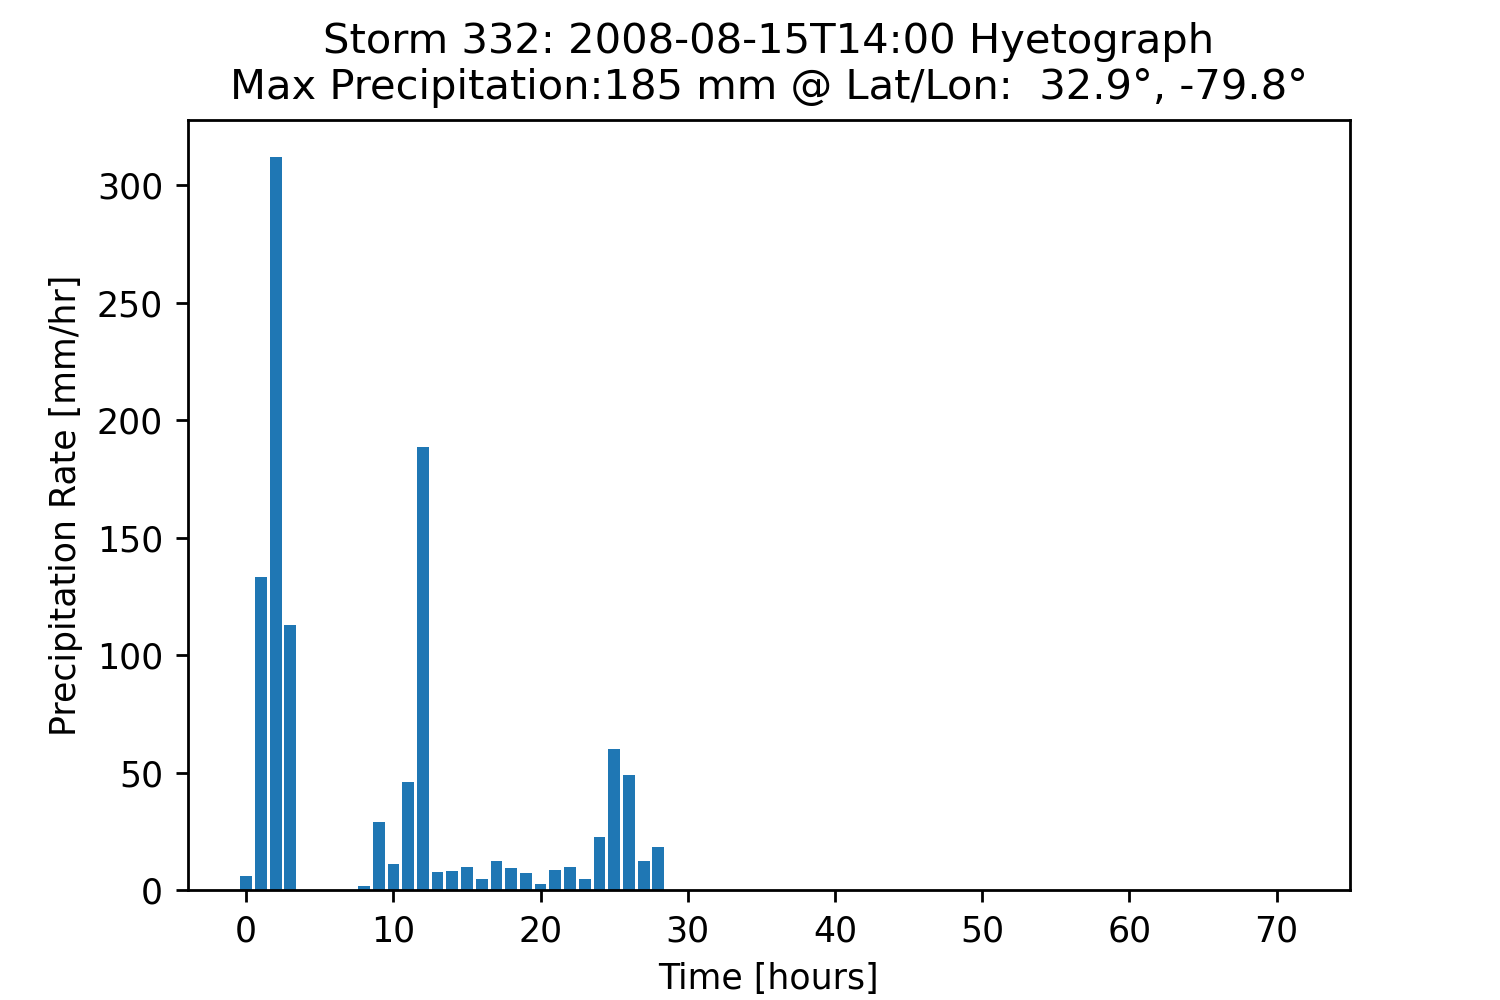 Storm 332: 2008-08-15T14:00 Hyetograph
Max Precipitation:185 mm @ Lat/Lon:  32.9°, -79.8°
Precipitation Rate [mm/hr]
300
250
200
150
100
50
0
0 10 20 30 40 50 60 70
Time [hours]